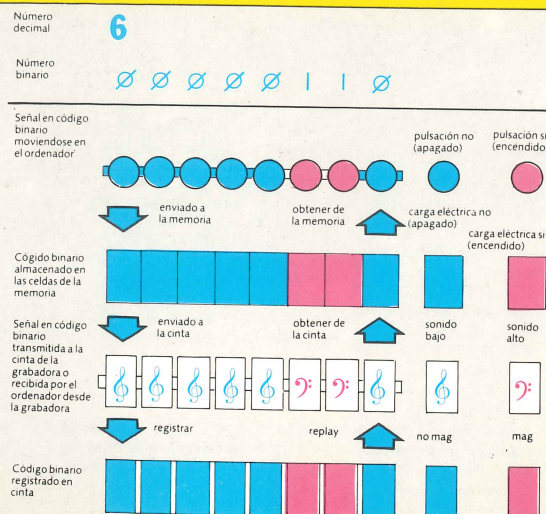 Número
decimal
6
Número
binario
Ø Ø Ø Ø Ø | | Ø
Señal en código
binario
moviendose en
el ordenador
pulsación no
(apagado)
pulsación si
(encendido)
enviado a
la memoria
obtener de
la memoria
carga eléctrica no
(apagado)
carga eléctrica si
(encendido)
Cógido binario
almacenado en
las celdas de la
memoria
Señal en código
binario
transmitida a la
cinta de la
grabadora o
recibida por el
ordenador desde
la grabadora
enviado a
la cinta
obtener de
la cinta
sonido
bajo
sonido
alto
registrar
replay
no mag
mag
Código binario
registrado en
cinta